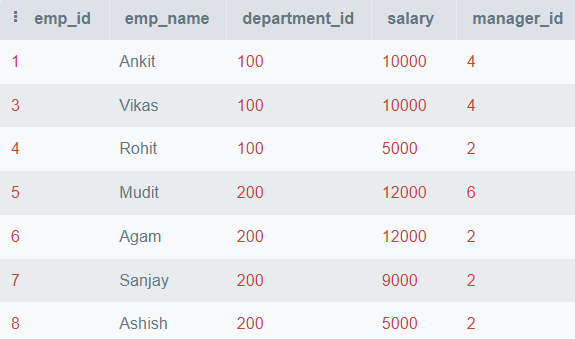 emp_id emp_name department_id salary manager_id
1 Ankit 100 10000 4
3 Vikas 100 10000 4
4 Rohit 100 5000 2
5 Mudit 200 12000 6
6 Agam 200 12000 2
7 Sanjay 200 9000 2
8 Ashish 200 5000 2